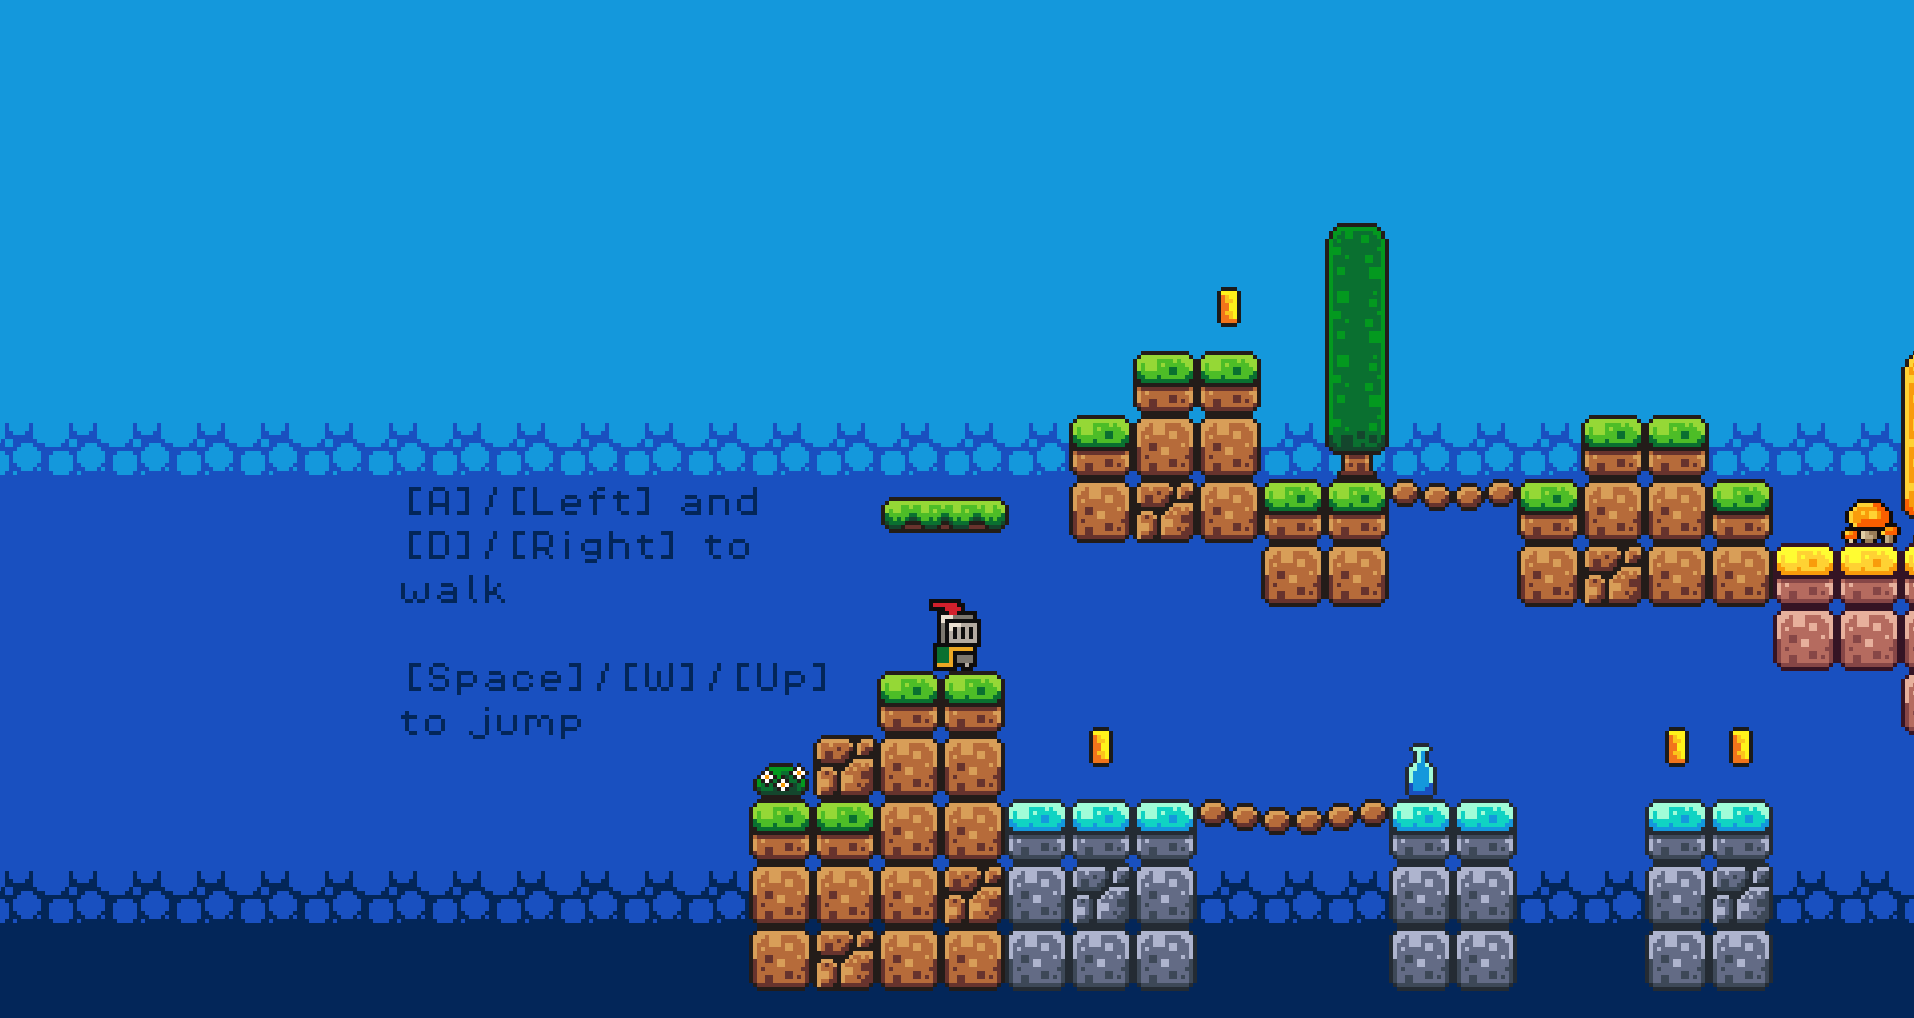 [A]/[Left] and
[D]/[Right] to
walk
[Space]/[W]/[Up]
to jump